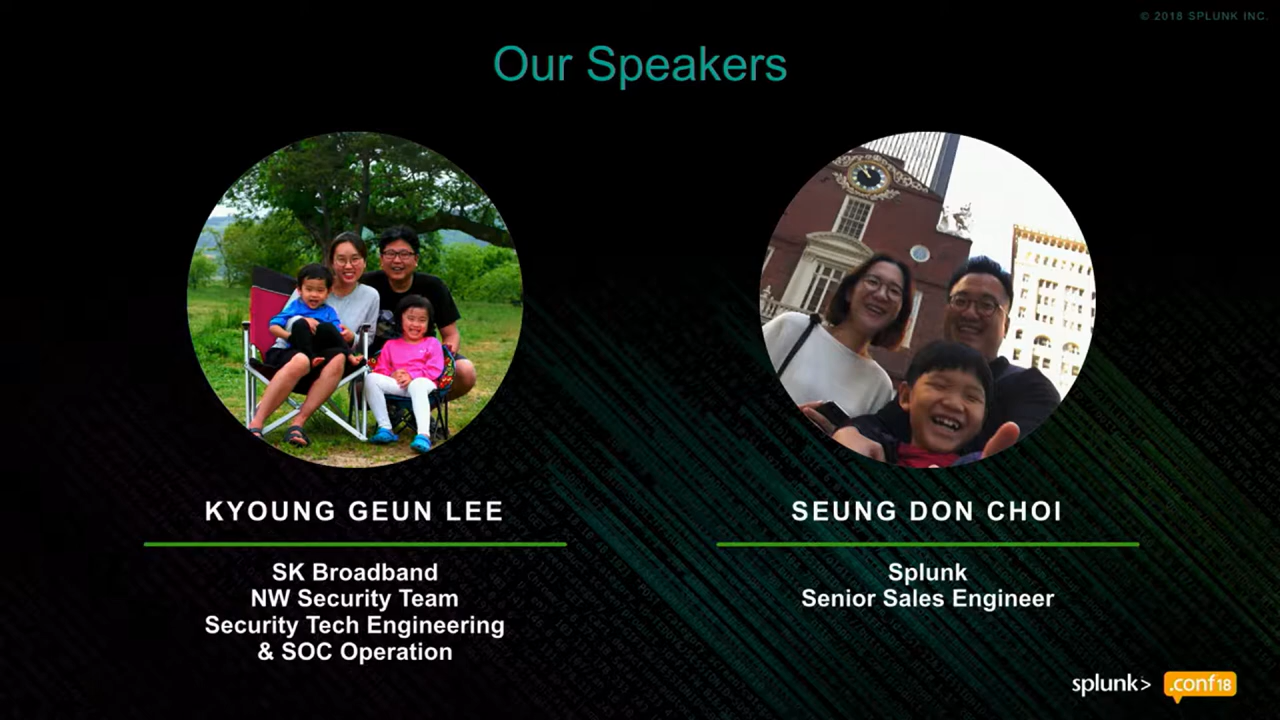 © 2018 SPLUNK INC.
Our Speakers
KYOUNG GEUN LEE
SK Broadband
NW Security Team
Security Tech Engineering
& SOC Operation
SEUNG DON CHOI
Splunk
Senior Sales Engineer
splunk> .conf18